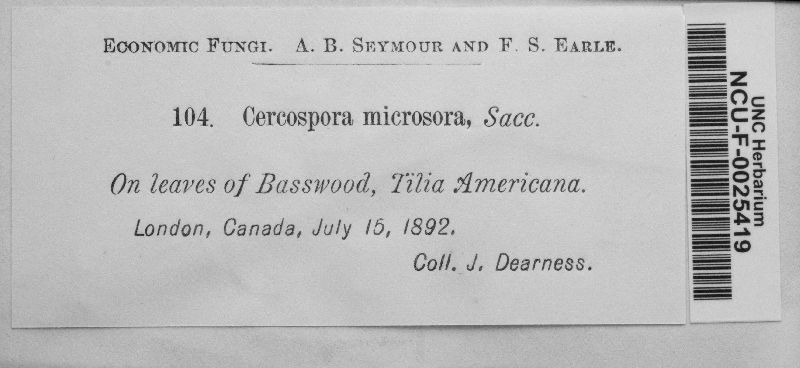 ECONOMIC FUNGI. A. B. SEYMOUR AND F. S. EARLE.
104. Cercospora microsora, Sacc.
On leaves of Basswood, Tilia Americana.
London, Canada, July 15, 1892.
Coll. J. Dearness.
UNC Herbarium
NCU-F-0025419